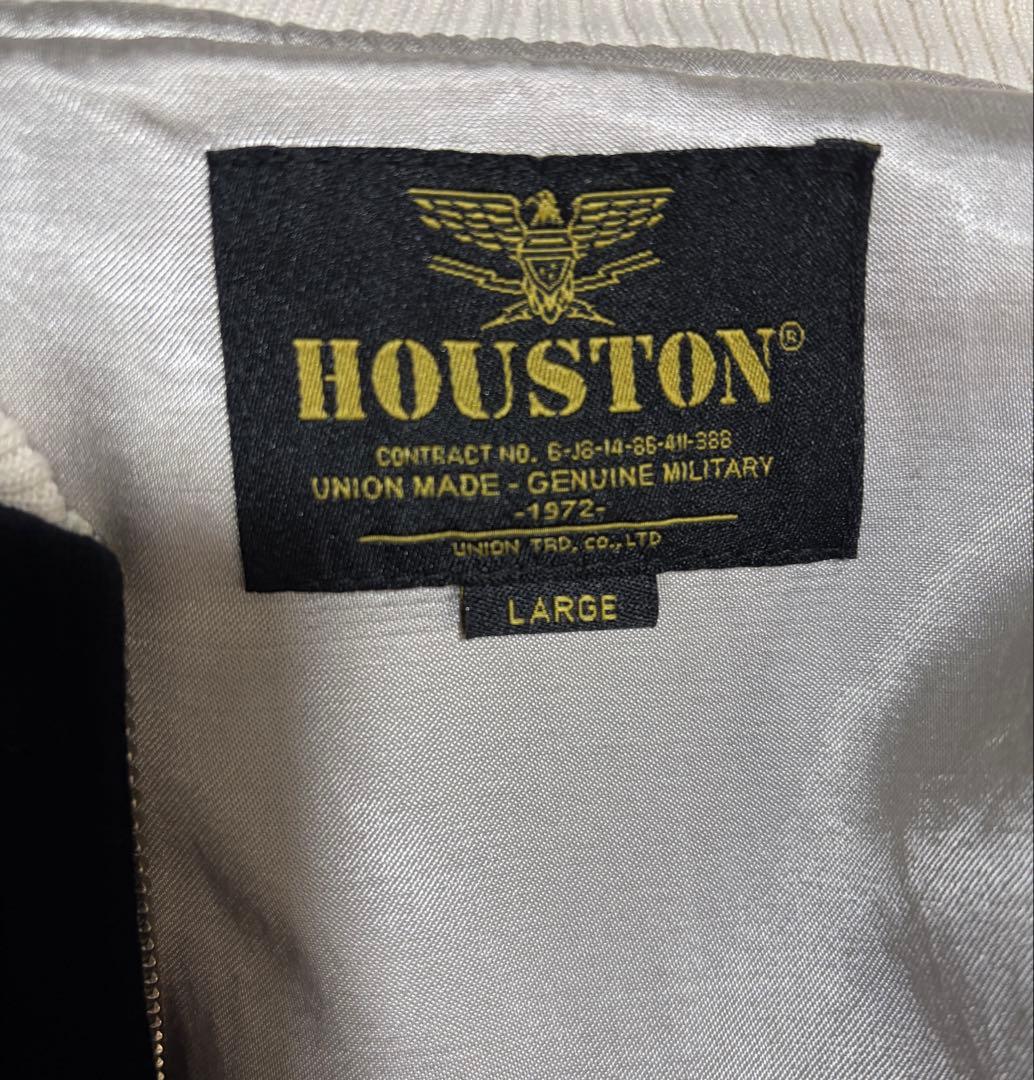 HOUSTON®
CONTRACT NO. 6-J8-14-86-411-388
UNION MADE - GENUINE MILITARY
-1972-
UNION TRD. CO., LTD
LARGE